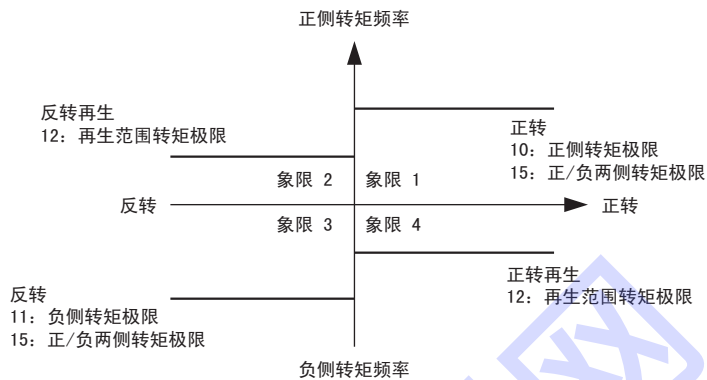 正侧转矩频率
反转再生
12: 再生范围转矩极限
正转
10: 正侧转矩极限
15: 正/负两侧转矩极限
象限 2
象限 1
反转
正转
象限 3
象限 4
正转再生
12: 再生范围转矩极限
反转
11: 负侧转矩极限
15: 正/负两侧转矩极限
负侧转矩频率